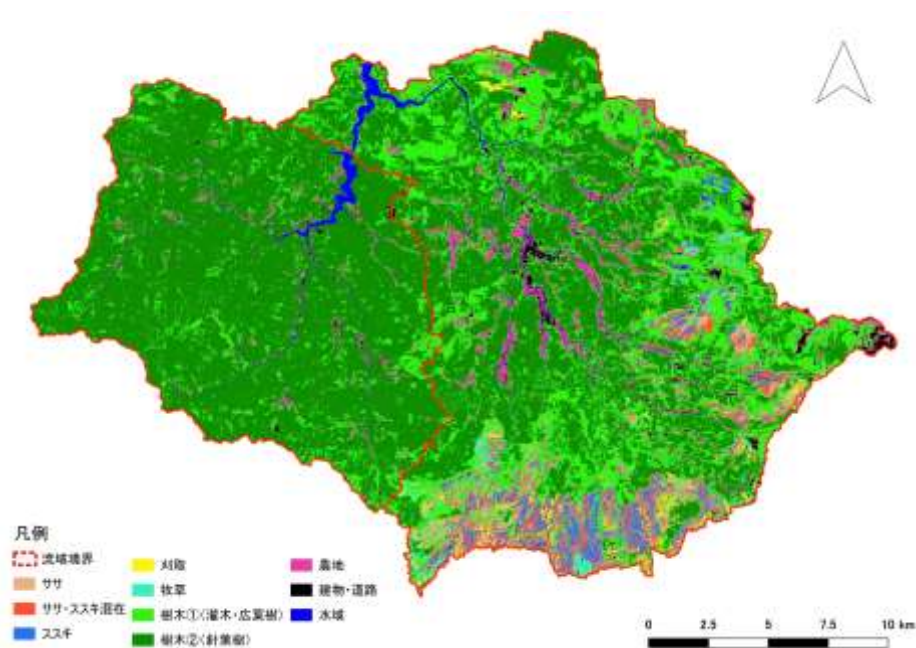 凡例
流域境界
ササ
ササ・ススキ混在
ススキ
刈取
牧草
樹木①(灌木・広葉樹)
樹木②(針葉樹)
農地
建物・道路
水域
0 2.5 5 7.5 10 km